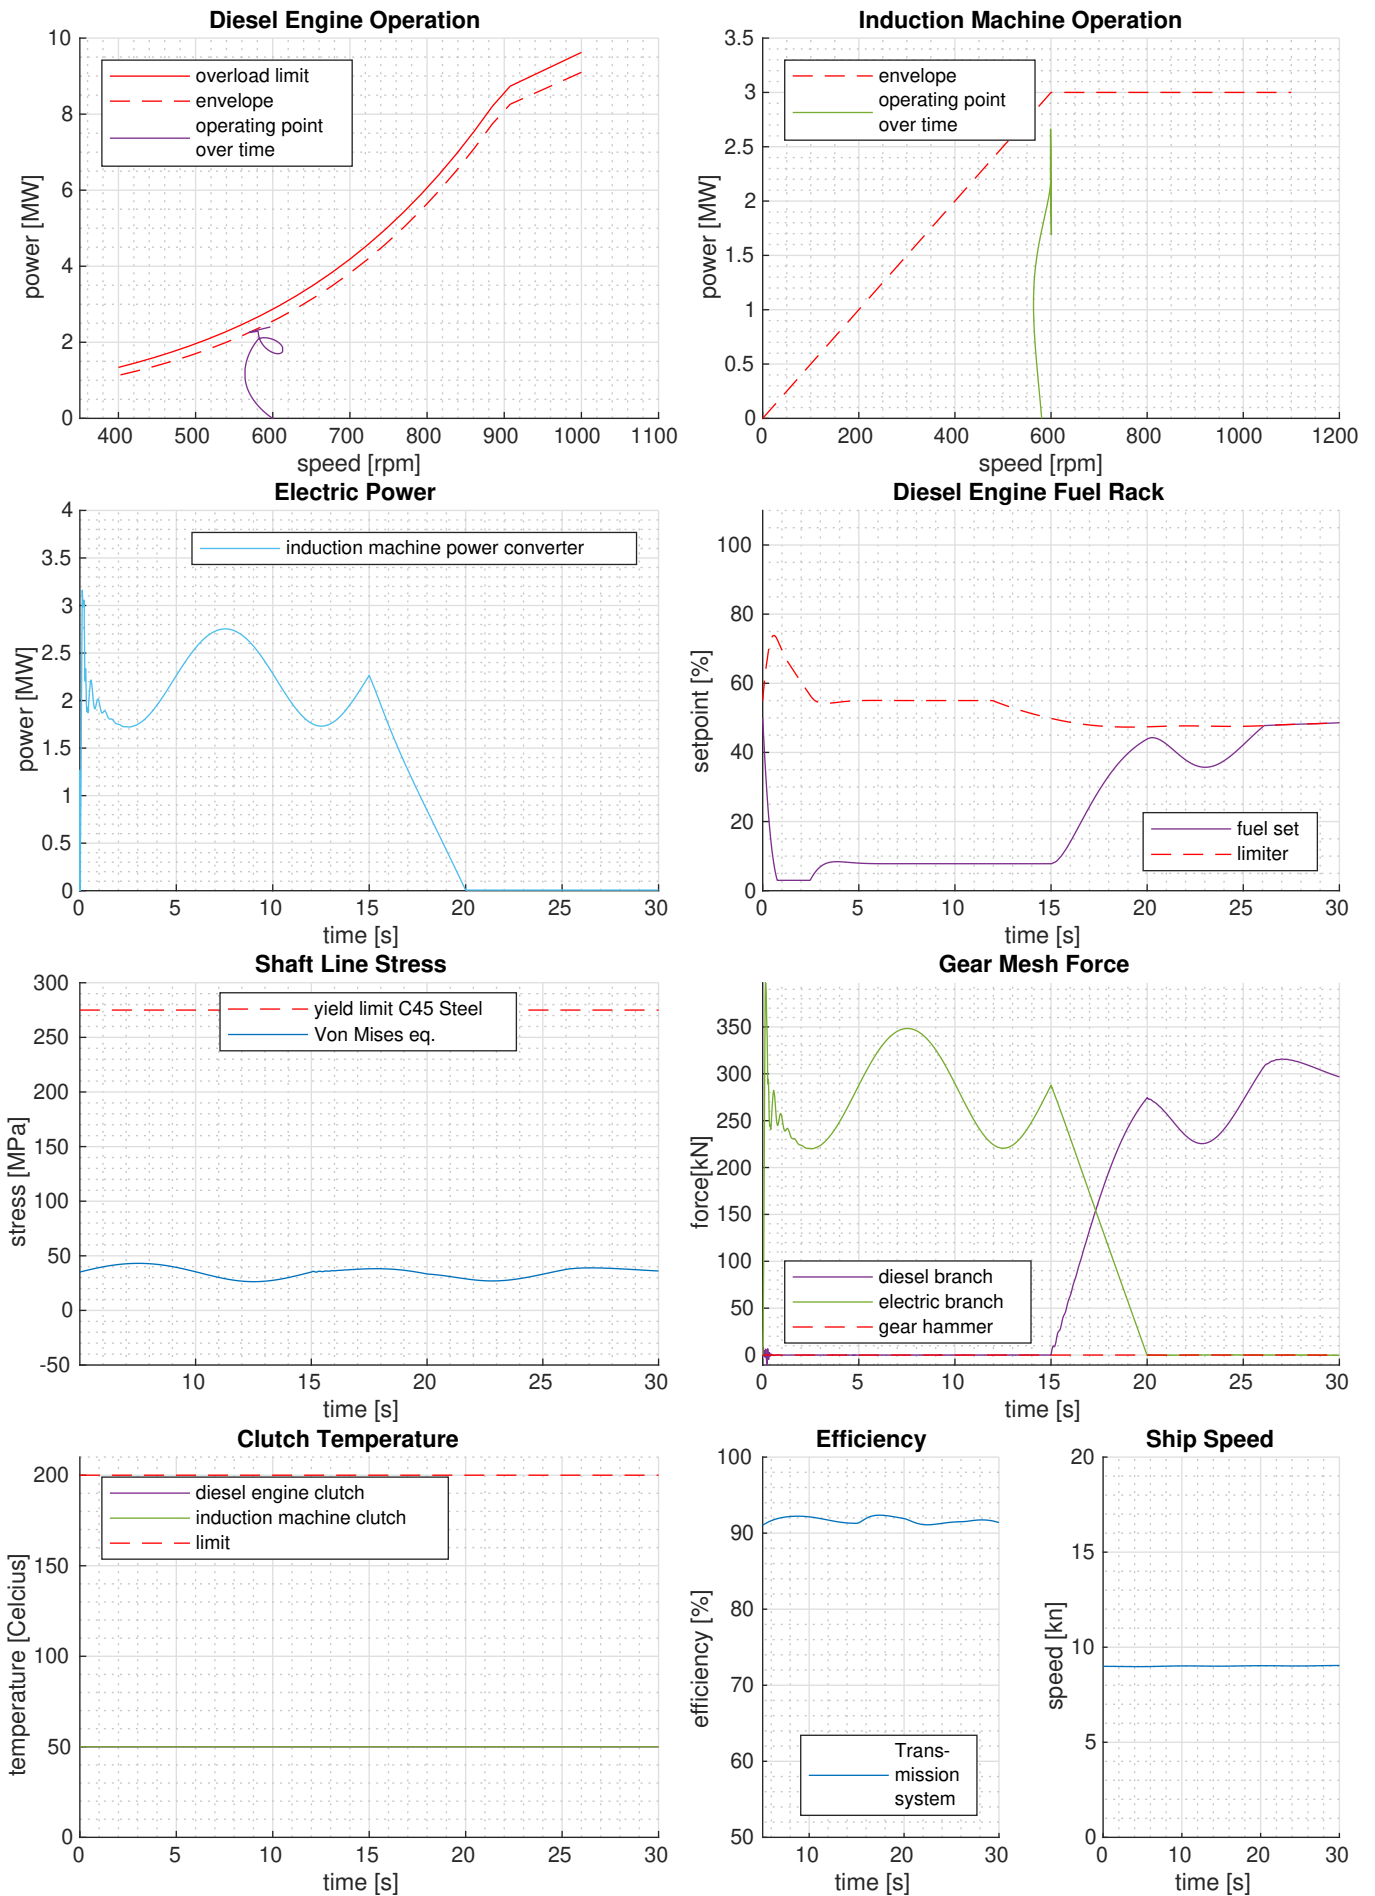 Diesel Engine Operation
10
8
6
4
2
0
power [MW]
overload limit
envelope
operating point
over time
400 500 600 700 800 900 1000 1100
speed [rpm]
Induction Machine Operation
3.5
3
2.5
2
1.5
1
0.5
0
power [MW]
envelope
operating point
over time
0 200 400 600 800 1000 1200
speed [rpm]
Electric Power
4
3.5
3
2.5
2
1.5
1
0.5
0
power [MW]
induction machine power converter
0 5 10 15 20 25 30
time [s]
Diesel Engine Fuel Rack
100
80
60
40
20
0
setpoint [%]
fuel set
limiter
0 5 10 15 20 25 30
time [s]
Shaft Line Stress
300
250
200
150
100
50
0
-50
stress [MPa]
yield limit C45 Steel
Von Mises eq.
10 15 20 25 30
time [s]
Gear Mesh Force
350
300
250
200
150
100
50
0
force[kN]
diesel branch
electric branch
gear hammer
0 5 10 15 20 25 30
time [s]
Clutch Temperature
200
150
100
50
0
temperature [Celcius]
diesel engine clutch
induction machine clutch
limit
0 5 10 15 20 25 30
time [s]
Efficiency
100
90
80
70
60
50
efficiency [%]
Trans-
mission
system
10 20 30
time [s]
Ship Speed
20
15
10
5
0
speed [kn]
0 10 20 30
time [s]